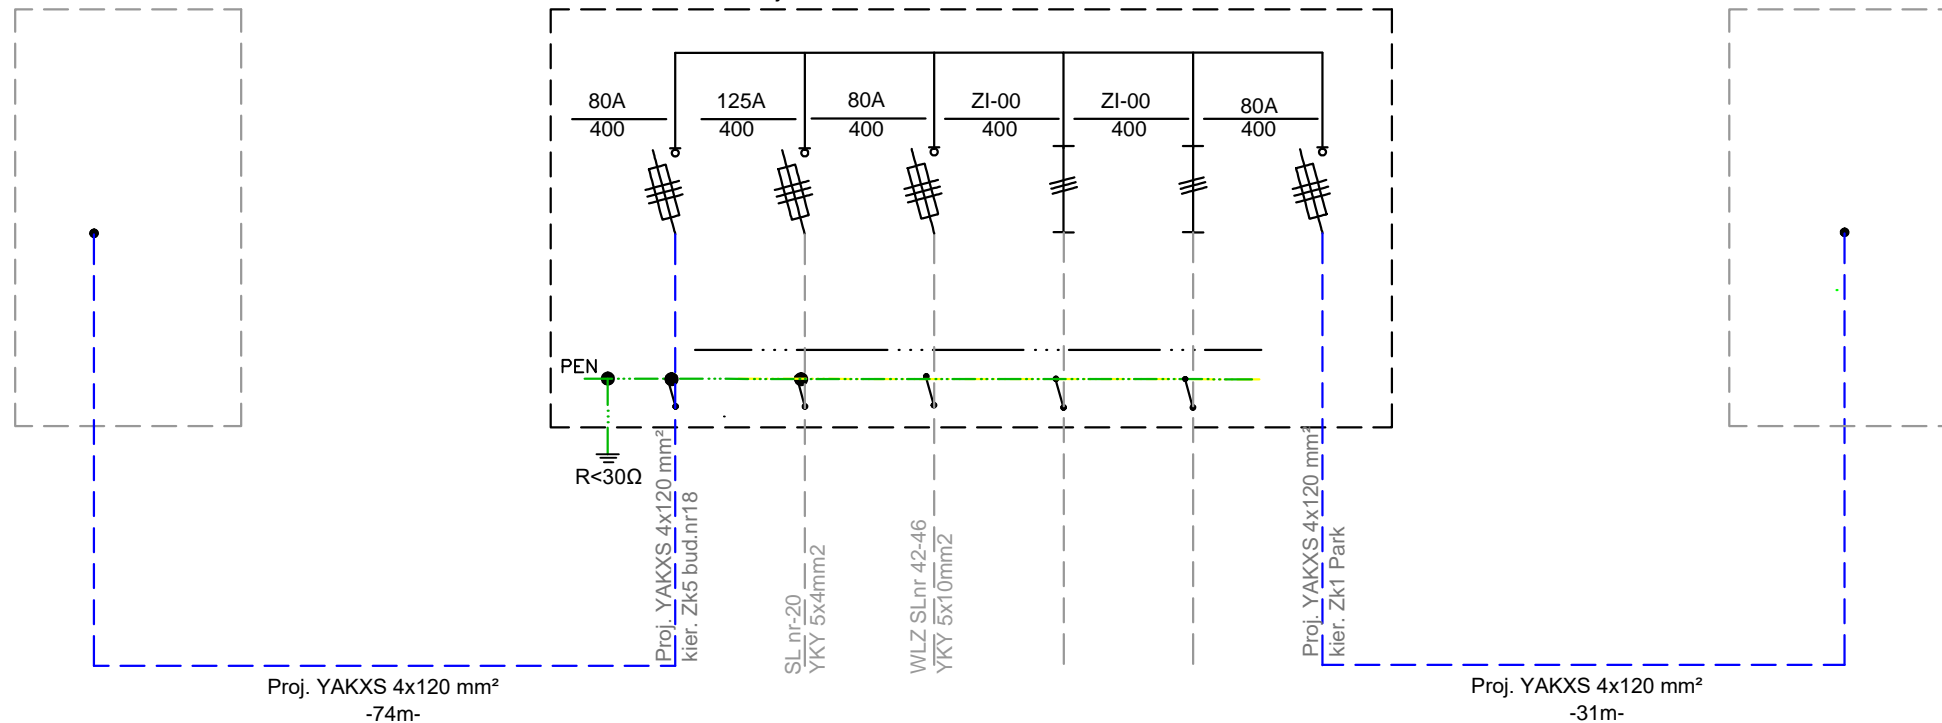 80A
400
125A
400
80A
400
ZI-00
400
ZI-00
400
80A
400
PEN
R<30Ω
Proj. YAKXS 4x120 mm²
kier. Zk5 bud.nr18
SL nr-20
YKY 5x4mm2
WLZ SLnr 42-46
YKY 5x10mm2
Proj. YAKXS 4x120 mm²
kier. Zk1 Park
Proj. YAKXS 4x120 mm²
-74m-
Proj. YAKXS 4x120 mm²
-31m-